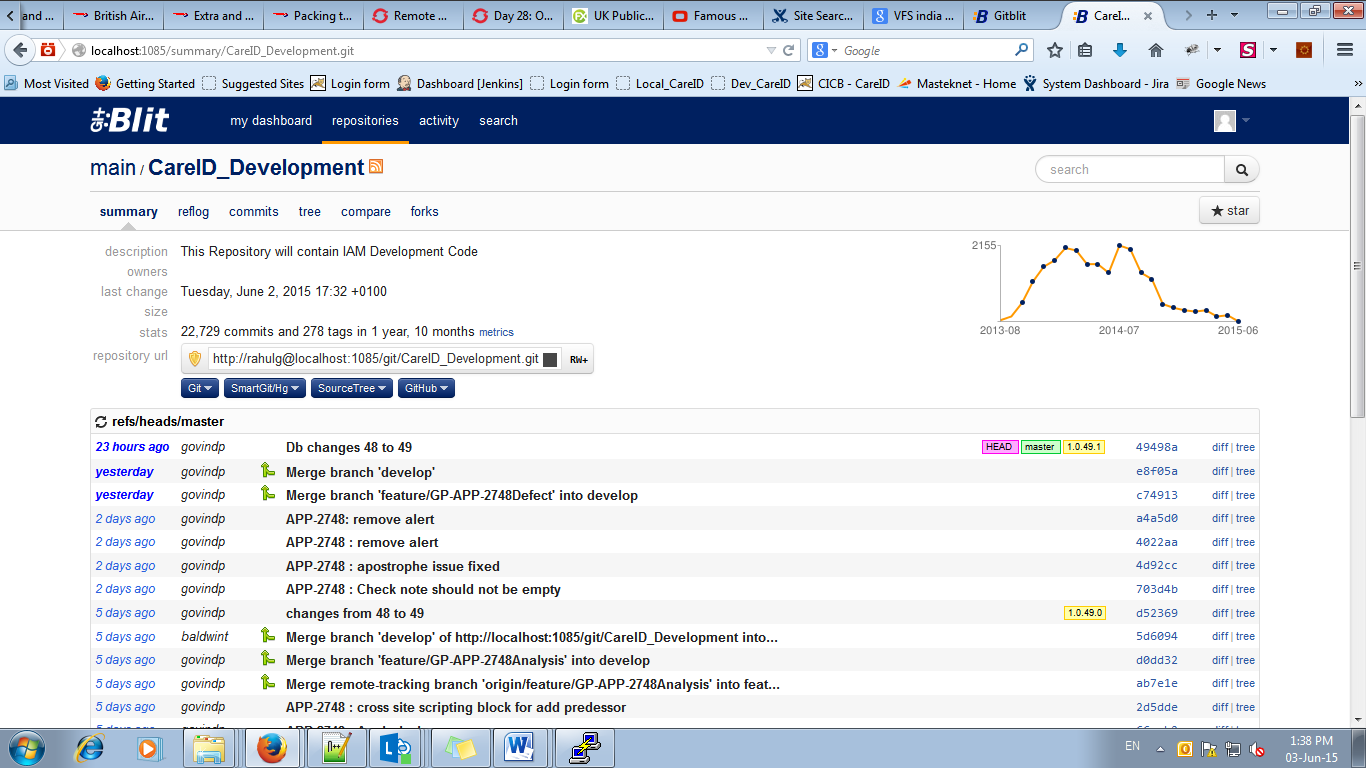 and ... British Air... Extra and ... Packing t... Remote ... Day 28: O... UK Public... Famous ... Site Searc... VFS india ... Gitblit CareI...
localhost:1085/summary/CareID_Development.git Google
Most Visited Getting Started Suggested Sites Login form Dashboard [Jenkins] Login form Local_CareID Dev_CareID CICB - CareID Masteknet - Home System Dashboard - Jira Google News
Git:Blit my dashboard repositories activity search
main / CareID_Development search
summary reflog commits tree compare forks star
description This Repository will contain IAM Development Code
owners
last change Tuesday, June 2, 2015 17:32 +0100
size
stats 22,729 commits and 278 tags in 1 year, 10 months metrics
repository url http://rahulg@localhost:1085/git/CareID_Development.git RW+
2155
2013-08 2014-07 2015-06
Git SmartGit/Hg SourceTree GitHub
refs/heads/master
23 hours ago govindp Db changes 48 to 49 HEAD master 1.0.49.1 49498a diff | tree
yesterday govindp Merge branch 'develop' e8f05a diff | tree
yesterday govindp Merge branch 'feature/GP-APP-2748Defect' into develop c74913 diff | tree
2 days ago govindp APP-2748: remove alert a4a5d0 diff | tree
2 days ago govindp APP-2748 : remove alert 4022aa diff | tree
2 days ago govindp APP-2748 : apostrophe issue fixed 4d92cc diff | tree
2 days ago govindp APP-2748 : Check note should not be empty 703d4b diff | tree
5 days ago govindp changes from 48 to 49 1.0.49.0 d52369 diff | tree
5 days ago baldwint Merge branch 'develop' of http://localhost:1085/git/CareID_Development into... 5d6094 diff | tree
5 days ago govindp Merge branch 'feature/GP-APP-2748Analysis' into develop d0dd32 diff | tree
5 days ago govindp Merge remote-tracking branch 'origin/feature/GP-APP-2748Analysis' into feat... ab7e1e diff | tree
5 days ago govindp APP-2748 : cross site scripting block for add predessor 2d5dde diff | tree
EN 1:38 PM
03-Jun-15